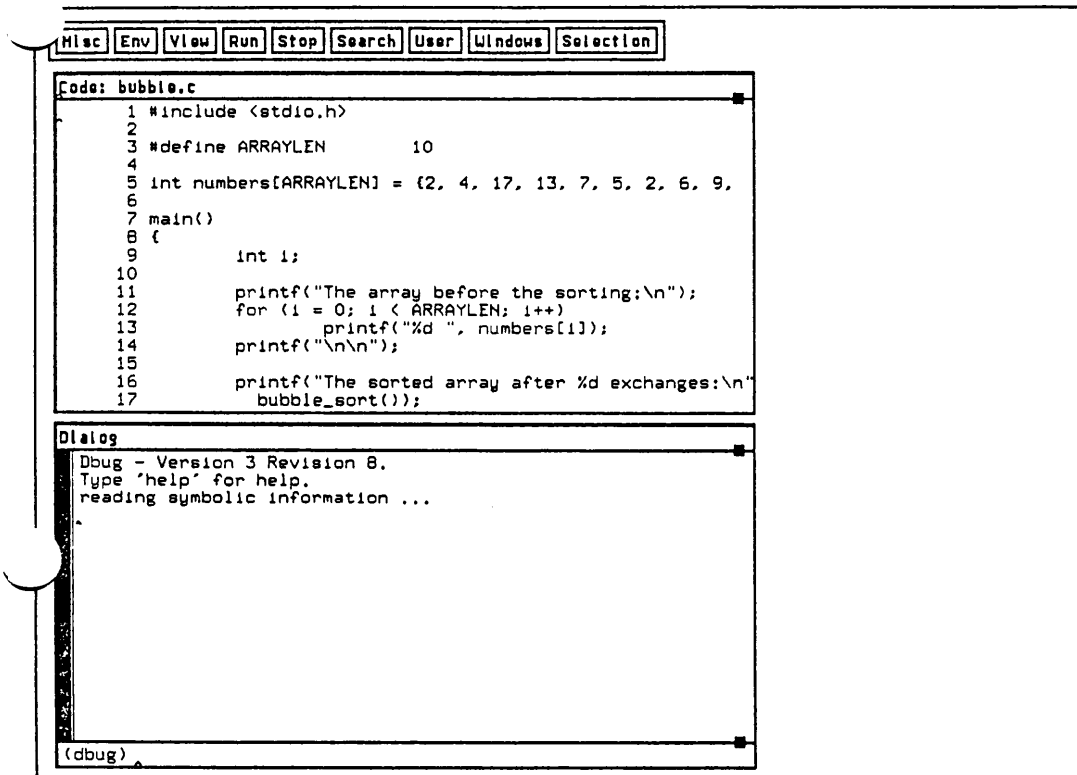 Misc Env View Run Stop Search User Windows Selection
Code: bubble.c
1 #include <stdio.h>
2
3 #define ARRAYLEN 10
4
5 int numbers[ARRAYLEN] = {2, 4, 17, 13, 7, 5, 2, 6, 9,
6
7 main()
8 {
9 int i;
10
11 printf("The array before the sorting:\n");
12 for (i = 0; i < ARRAYLEN; i++)
13 printf("%d ", numbers[i]);
14 printf("\n\n");
15
16 printf("The sorted array after %d exchanges:\n"
17 bubble_sort());
Dialog
Dbug - Version 3 Revision 8.
Type 'help' for help.
reading symbolic information ...
(dbug)